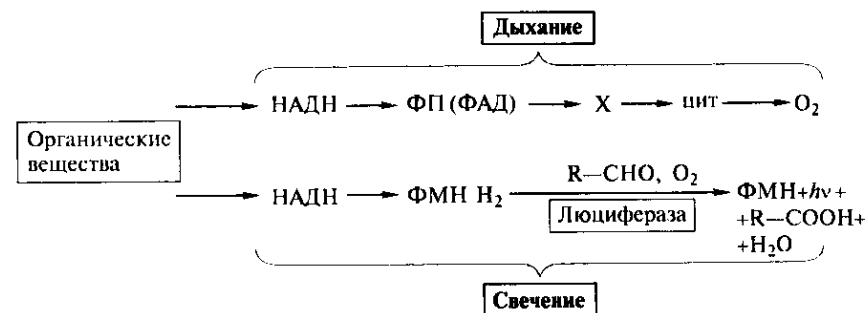 Дыхание
НАДН → ФП (ФАД) → X → цит → O₂
Органические
вещества
R—CHO, O₂
НАДН → ФМН H₂ → ФМН+hν+
Люцифераза
+R—COOH+
+H₂O
Свечение